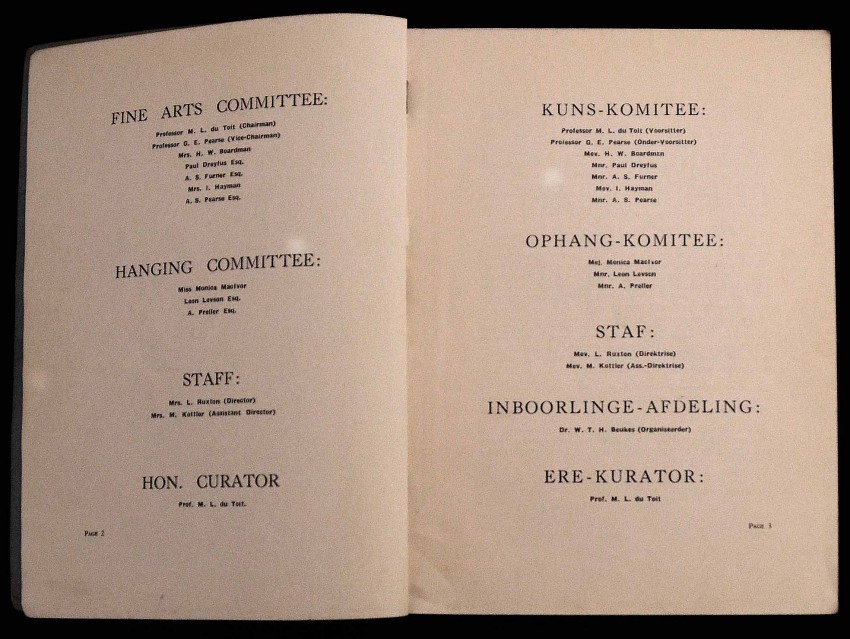 FINE ARTS COMMITTEE:
Professor M. L. du Toit (Chairman)
Professor G. E. Pearse (Vice-Chairman)
Mrs. H. W. Boardman
Paul Dreyfus Esq.
A. S. Furner Esq.
Mrs. I. Hayman
A. S. Pearse Esq.
HANGING COMMITTEE:
Miss Monica MacIvor
Leon Levson Esq.
A. Preller Esq.
STAFF:
Mrs. L. Ruxton (Director)
Mrs. M. Kottler (Assistant Director)
HON. CURATOR
Prof. M. L. du Toit.
PAGE 2
KUNS-KOMITEE:
Professor M. L. du Toit (Voorsitter)
Professor G. E. Pearse (Onder-Voorsitter)
Mev. H. W. Boardman
Mnr. Paul Dreyfus
Mnr. A. S. Furner
Mev. I. Hayman
Mnr. A. S. Pearse
OPHANG-KOMITEE:
Mej. Monica MacIvor
Mnr. Leon Levson
Mnr. A. Preller
STAF:
Mev. L. Ruxton (Direktrise)
Mev. M. Kottler (Ass.-Direktrise)
INBOORLINGE-AFDELING:
Dr. W. T. H. Beukes (Organiseerder)
ERE-KURATOR:
Prof. M. L. du Toit
PAGE 3